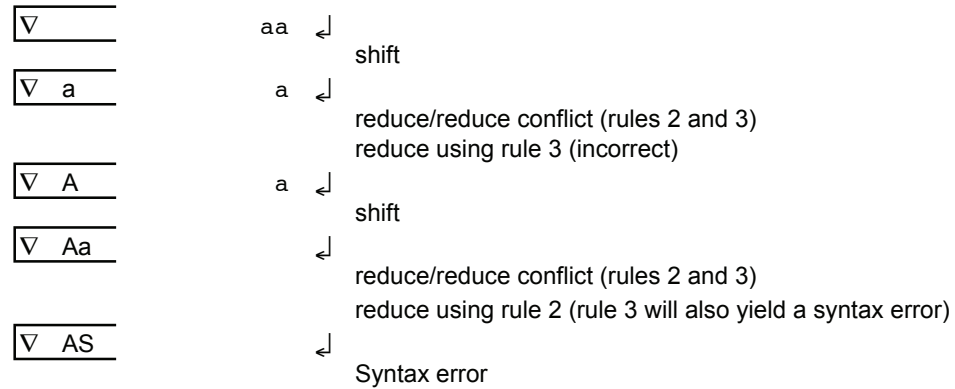 ∇ aa ↵
shift
∇ a a ↵
reduce/reduce conflict (rules 2 and 3)
reduce using rule 3 (incorrect)
∇ A a ↵
shift
∇ Aa ↵
reduce/reduce conflict (rules 2 and 3)
reduce using rule 2 (rule 3 will also yield a syntax error)
∇ AS ↵
Syntax error